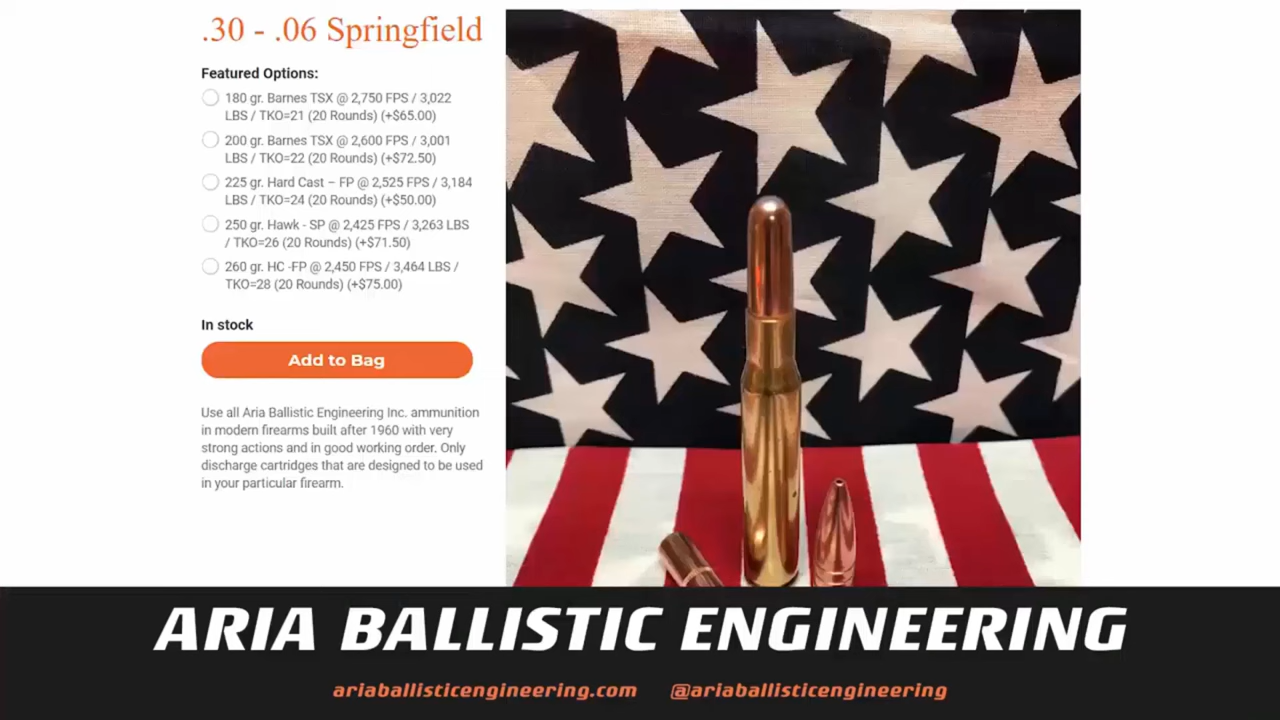 .30 - .06 Springfield
Featured Options:
180 gr. Barnes TSX @ 2,750 FPS / 3,022
LBS / TKO=21 (20 Rounds) (+$65.00)
200 gr. Barnes TSX @ 2,600 FPS / 3,001
LBS / TKO=22 (20 Rounds) (+$72.50)
225 gr. Hard Cast – FP @ 2,525 FPS / 3,184
LBS / TKO=24 (20 Rounds) (+$50.00)
250 gr. Hawk - SP @ 2,425 FPS / 3,263 LBS
/ TKO=26 (20 Rounds) (+$71.50)
260 gr. HC -FP @ 2,450 FPS / 3,464 LBS /
TKO=28 (20 Rounds) (+$75.00)
In stock
Add to Bag
Use all Aria Ballistic Engineering Inc. ammunition
in modern firearms built after 1960 with very
strong actions and in good working order. Only
discharge cartridges that are designed to be used
in your particular firearm.
ARIA BALLISTIC ENGINEERING
ariaballisticengineering.com @ariaballisticengineering